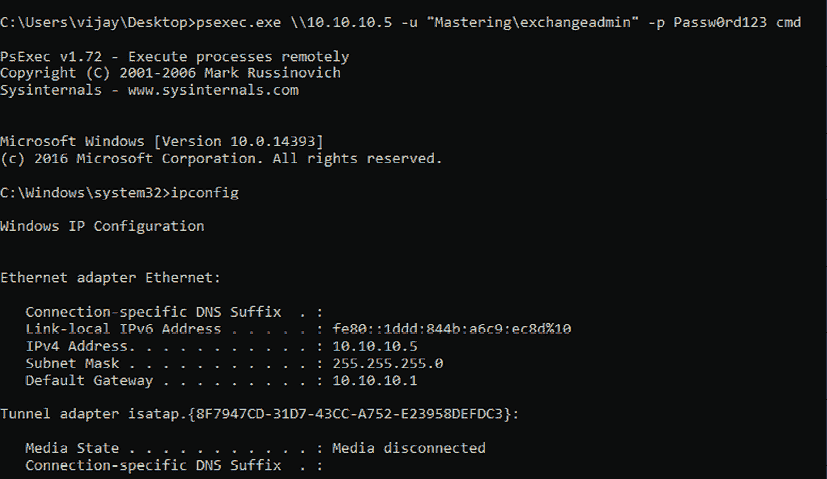 C:\Users\vijay\Desktop>psexec.exe \\10.10.10.5 -u "Mastering\exchangeadmin" -p Passw0rd123 cmd
PsExec v1.72 - Execute processes remotely
Copyright (C) 2001-2006 Mark Russinovich
Sysinternals - www.sysinternals.com
Microsoft Windows [Version 10.0.14393]
(c) 2016 Microsoft Corporation. All rights reserved.
C:\Windows\system32>ipconfig
Windows IP Configuration
Ethernet adapter Ethernet:
Connection-specific DNS Suffix  . :
Link-local IPv6 Address . . . . . : fe80::1ddd:844b:a6c9:ec8d%10
IPv4 Address. . . . . . . . . . . : 10.10.10.5
Subnet Mask . . . . . . . . . . . : 255.255.255.0
Default Gateway . . . . . . . . . : 10.10.10.1
Tunnel adapter isatap.{8F7947CD-31D7-43CC-A752-E23958DEFDC3}:
Media State . . . . . . . . . . . : Media disconnected
Connection-specific DNS Suffix  . :